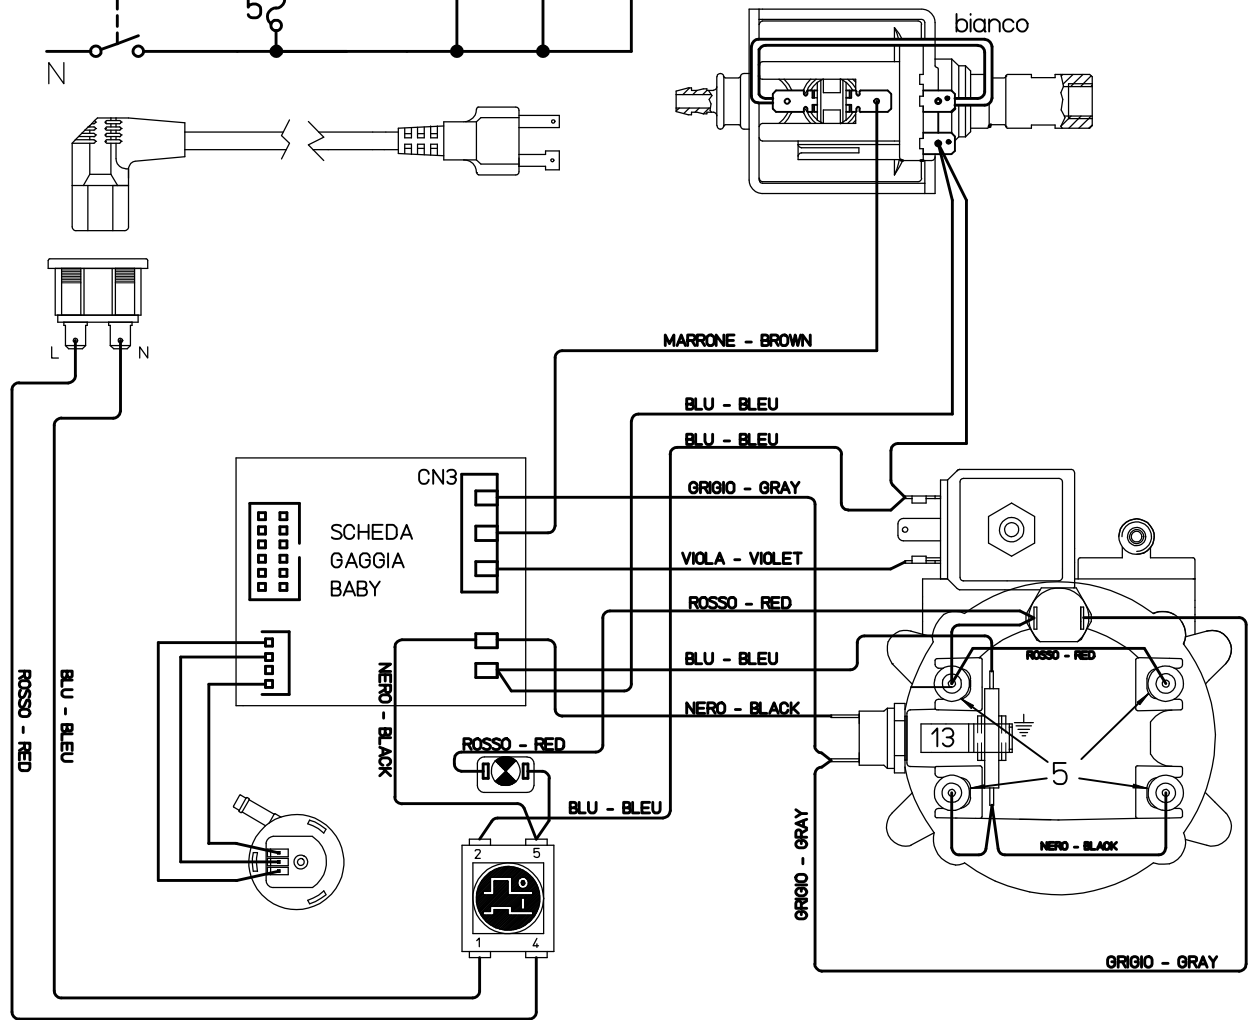 5
bianco
N
L
N
MARRONE - BROWN
BLU - BLEU
BLU - BLEU
CN3
GRIGIO - GRAY
SCHEDA
GAGGIA
BABY
VIOLA - VIOLET
ROSSO - RED
ROSSO - RED
BLU - BLEU
NERO - BLACK
NERO - BLACK
ROSSO - RED
BLU - BLEU
ROSSO - RED
13
5
BLU - BLEU
GRIGIO - GRAY
NERO - BLACK
2
5
O
I
1
4
GRIGIO - GRAY